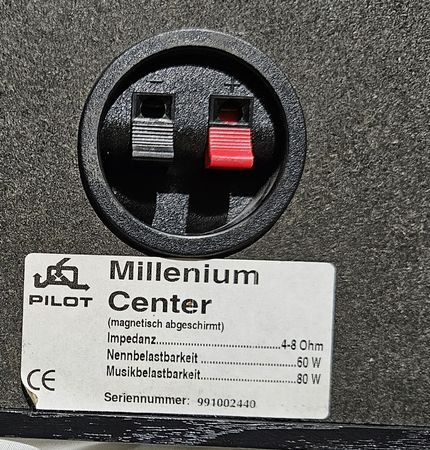 - +
PILOT
Millenium
Center
(magnetisch abgeschirmt)
Impedanz..............................4-8 Ohm
Nennbelastbarkeit........................60 W
Musikbelastbarkeit.......................80 W
CE
Seriennummer: 991002440